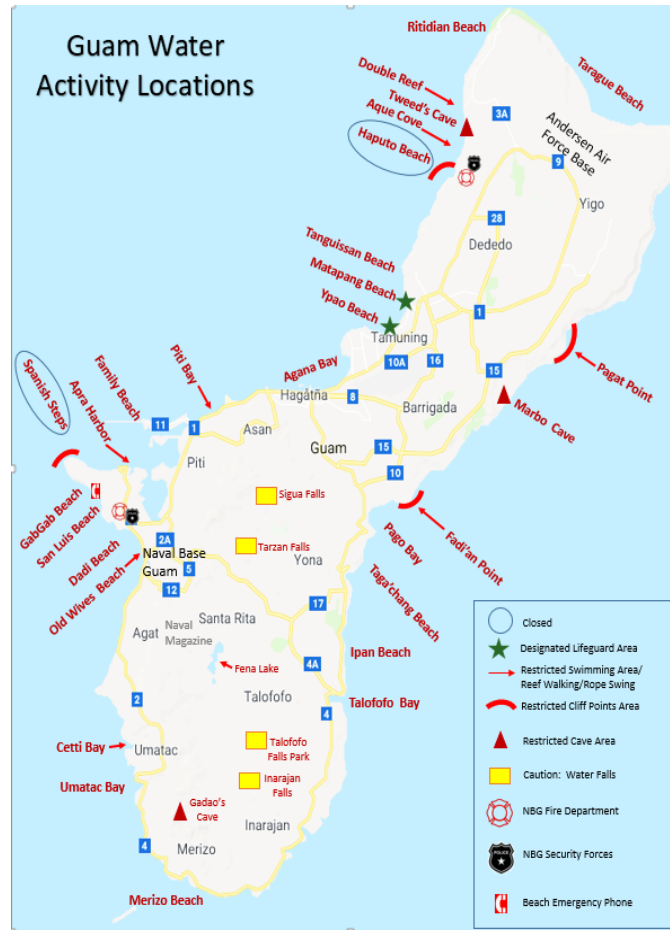 Guam Water
Activity Locations
Ritidian Beach
Tarague Beach
Double Reef
Tweed's Cave
Aque Cove
Haputo Beach
3A
Andersen Air
Force Base
9
Yigo
28
Dededo
Tanguissan Beach
Matapang Beach
Ypao Beach
Tamuning
1
10A
16
15
Pagat Point
Marbo Cave
Agana Bay
Hagåtña
8
Barrigada
Piti Bay
Family Beach
Apra Harbor
Spanish Steps
11
1
Asan
Guam
15
10
Piti
GabGab Beach
San Luis Beach
Dadi Beach
Old Wives Beach
Sigua Falls
Tarzan Falls
Pago Bay
Fadi'an Point
Taga'chang Beach
Yona
2A
Naval Base
Guam
5
12
17
Agat
Santa Rita
Naval
Magazine
Fena Lake
4A
Ipan Beach
Talofofo
Talofofo Bay
2
4
Cetti Bay
Umatac
Talofofo
Falls Park
Umatac Bay
Inarajan
Falls
Gadao's
Cave
Inarajan
4
Merizo
Merizo Beach
Closed
Designated Lifeguard Area
Restricted Swimming Area/
Reef Walking/Rope Swing
Restricted Cliff Points Area
Restricted Cave Area
Caution: Water Falls
NBG Fire Department
POLICE
NBG Security Forces
Beach Emergency Phone